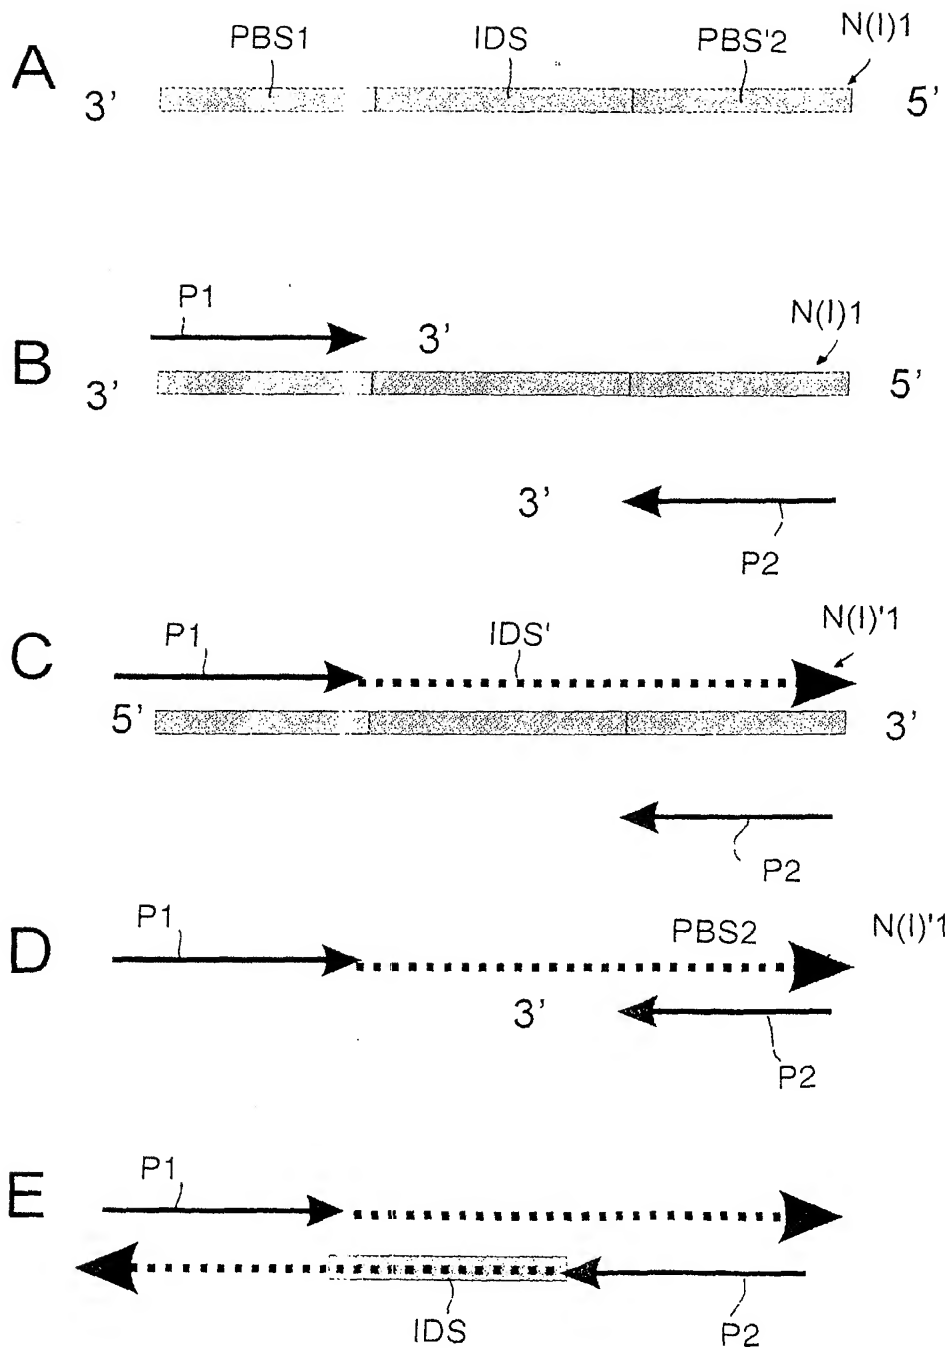 A
PBS1
IDS
PBS'2
N(I)1
3'
5'
B
P1
3'
N(I)1
3'
5'
3'
P2
C
P1
IDS'
N(I)'1
5'
3'
P2
D
P1
PBS2
N(I)'1
3'
P2
E
P1
IDS
P2